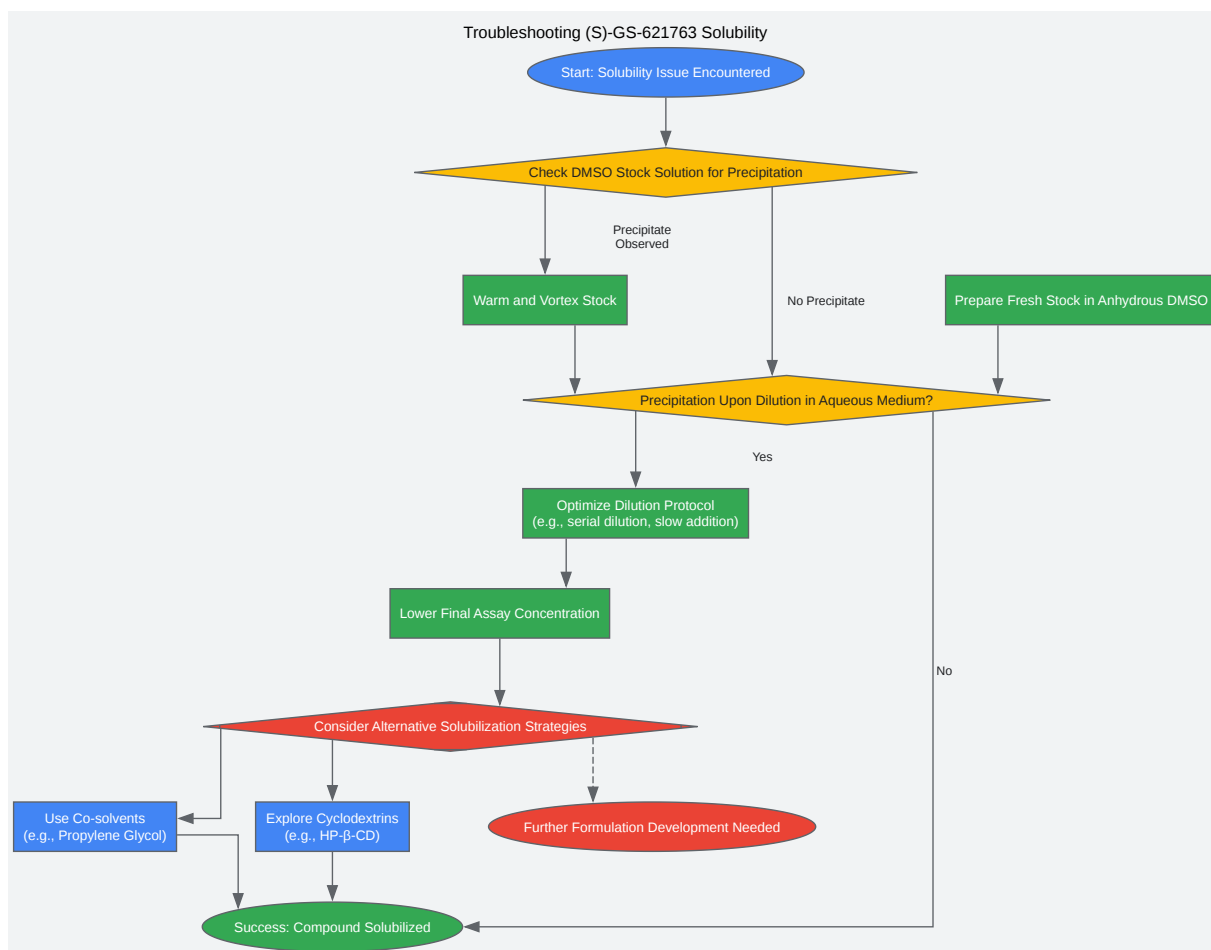 Troubleshooting (S)-GS-621763 Solubility
Start: Solubility Issue Encountered
Check DMSO Stock Solution for Precipitation
Precipitate
Observed
Warm and Vortex Stock
No Precipitate
Prepare Fresh Stock in Anhydrous DMSO
Precipitation Upon Dilution in Aqueous Medium?
Yes
Optimize Dilution Protocol
(e.g., serial dilution, slow addition)
Lower Final Assay Concentration
No
Consider Alternative Solubilization Strategies
Use Co-solvents
(e.g., Propylene Glycol)
Explore Cyclodextrins
(e.g., HP-β-CD)
Further Formulation Development Needed
Success: Compound Solubilized